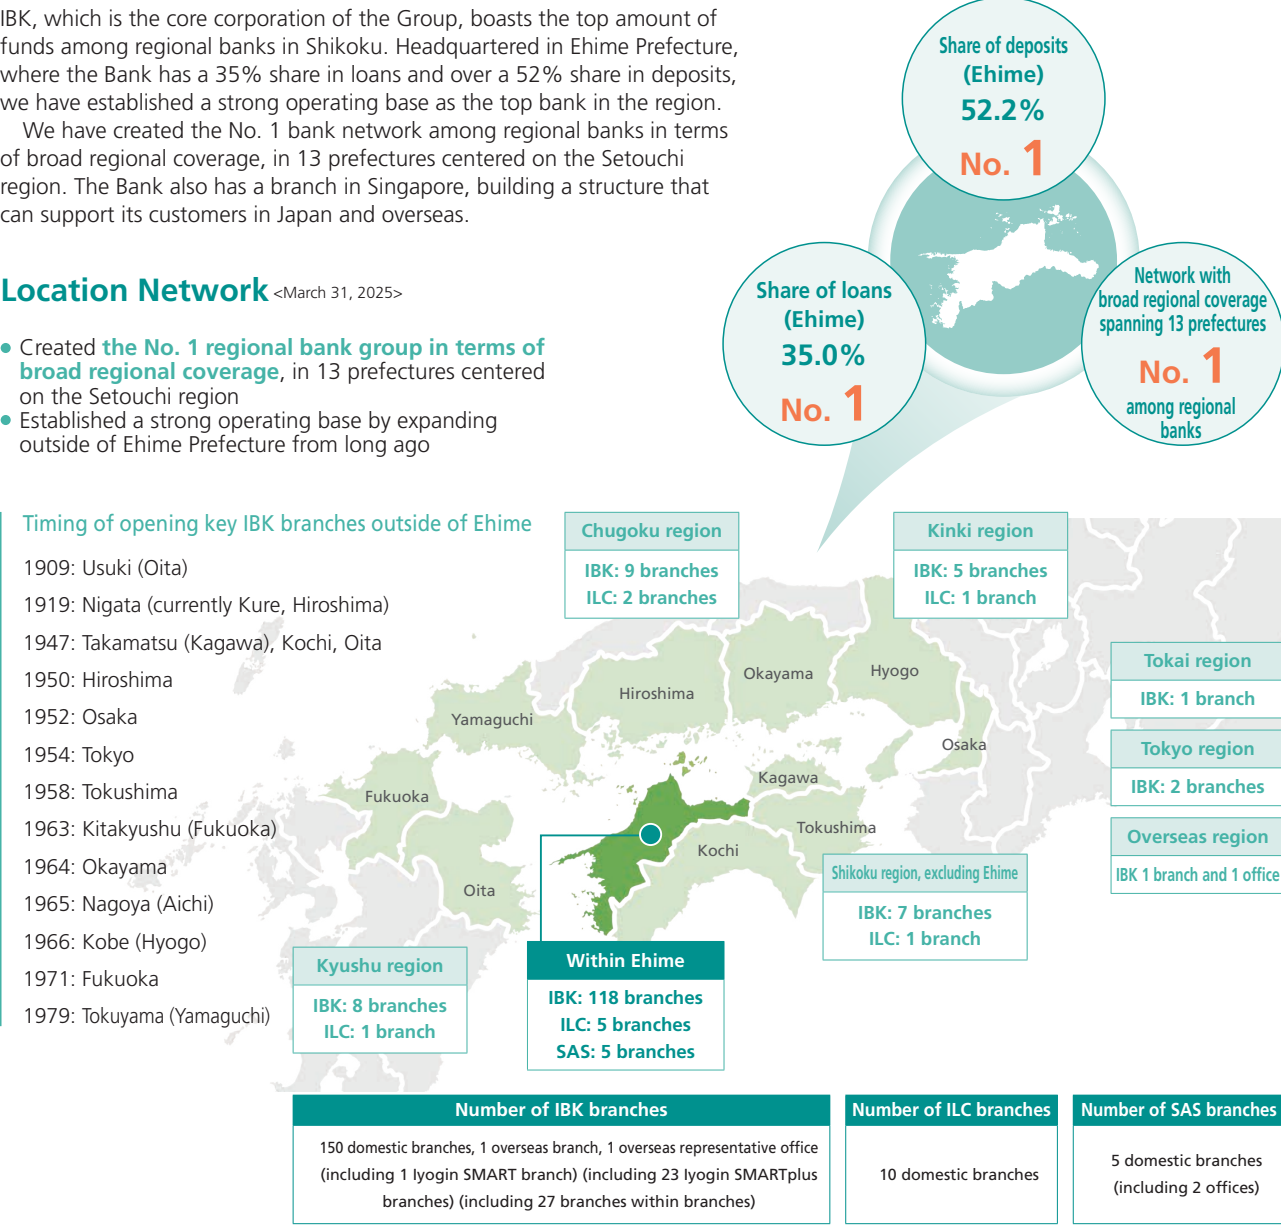 IBK, which is the core corporation of the Group, boasts the top amount of
funds among regional banks in Shikoku. Headquartered in Ehime Prefecture,
where the Bank has a 35% share in loans and over a 52% share in deposits,
we have established a strong operating base as the top bank in the region.
We have created the No. 1 bank network among regional banks in terms
of broad regional coverage, in 13 prefectures centered on the Setouchi
region. The Bank also has a branch in Singapore, building a structure that
can support its customers in Japan and overseas.
Share of deposits
(Ehime)
52.2%
No. 1
Share of loans
(Ehime)
35.0%
No. 1
Network with
broad regional coverage
spanning 13 prefectures
No. 1
among regional
banks
Location Network <March 31, 2025>
● Created the No. 1 regional bank group in terms of
broad regional coverage, in 13 prefectures centered
on the Setouchi region
● Established a strong operating base by expanding
outside of Ehime Prefecture from long ago
Timing of opening key IBK branches outside of Ehime
1909: Usuki (Oita)
1919: Nigata (currently Kure, Hiroshima)
1947: Takamatsu (Kagawa), Kochi, Oita
1950: Hiroshima
1952: Osaka
1954: Tokyo
1958: Tokushima
1963: Kitakyushu (Fukuoka)
1964: Okayama
1965: Nagoya (Aichi)
1966: Kobe (Hyogo)
1971: Fukuoka
1979: Tokuyama (Yamaguchi)
Chugoku region
IBK: 9 branches
ILC: 2 branches
Kinki region
IBK: 5 branches
ILC: 1 branch
Tokai region
IBK: 1 branch
Tokyo region
IBK: 2 branches
Overseas region
IBK 1 branch and 1 office
Hiroshima
Okayama
Hyogo
Yamaguchi
Osaka
Fukuoka
Kagawa
Tokushima
Kochi
Oita
Shikoku region, excluding Ehime
IBK: 7 branches
ILC: 1 branch
Kyushu region
IBK: 8 branches
ILC: 1 branch
Within Ehime
IBK: 118 branches
ILC: 5 branches
SAS: 5 branches
Number of IBK branches
150 domestic branches, 1 overseas branch, 1 overseas representative office
(including 1 Iyogin SMART branch) (including 23 Iyogin SMARTplus
branches) (including 27 branches within branches)
Number of ILC branches
10 domestic branches
Number of SAS branches
5 domestic branches
(including 2 offices)